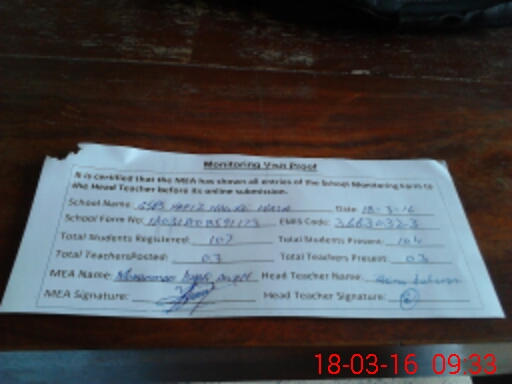 Monitoring Visit Proof
It is certified that the MEA has shown all entries of the School Monitoring Form to
the Head Teacher before its online submission.
School Name: Date 18-3-16
School Form No: EMIS Code:
Total Students Registered: 107 Total Students Present: 104
Total Teachers Posted: 03 Total Teachers Present: 03
MEA Name: Head Teacher Name:
MEA Signature: Head Teacher Signature:
18-03-16 09:33